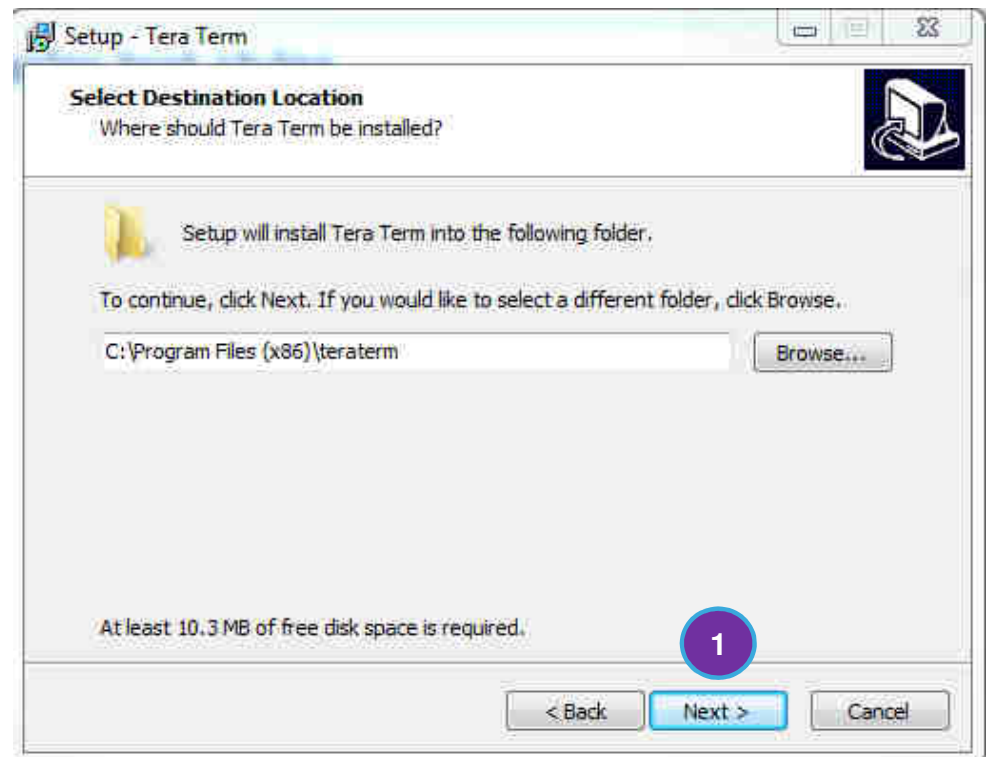 Setup - Tera Term
Select Destination Location
Where should Tera Term be installed?
Setup will install Tera Term into the following folder.
To continue, click Next. If you would like to select a different folder, click Browse.
C:\Program Files (x86)\teraterm
Browse...
At least 10.3 MB of free disk space is required.
1
< Back
Next >
Cancel